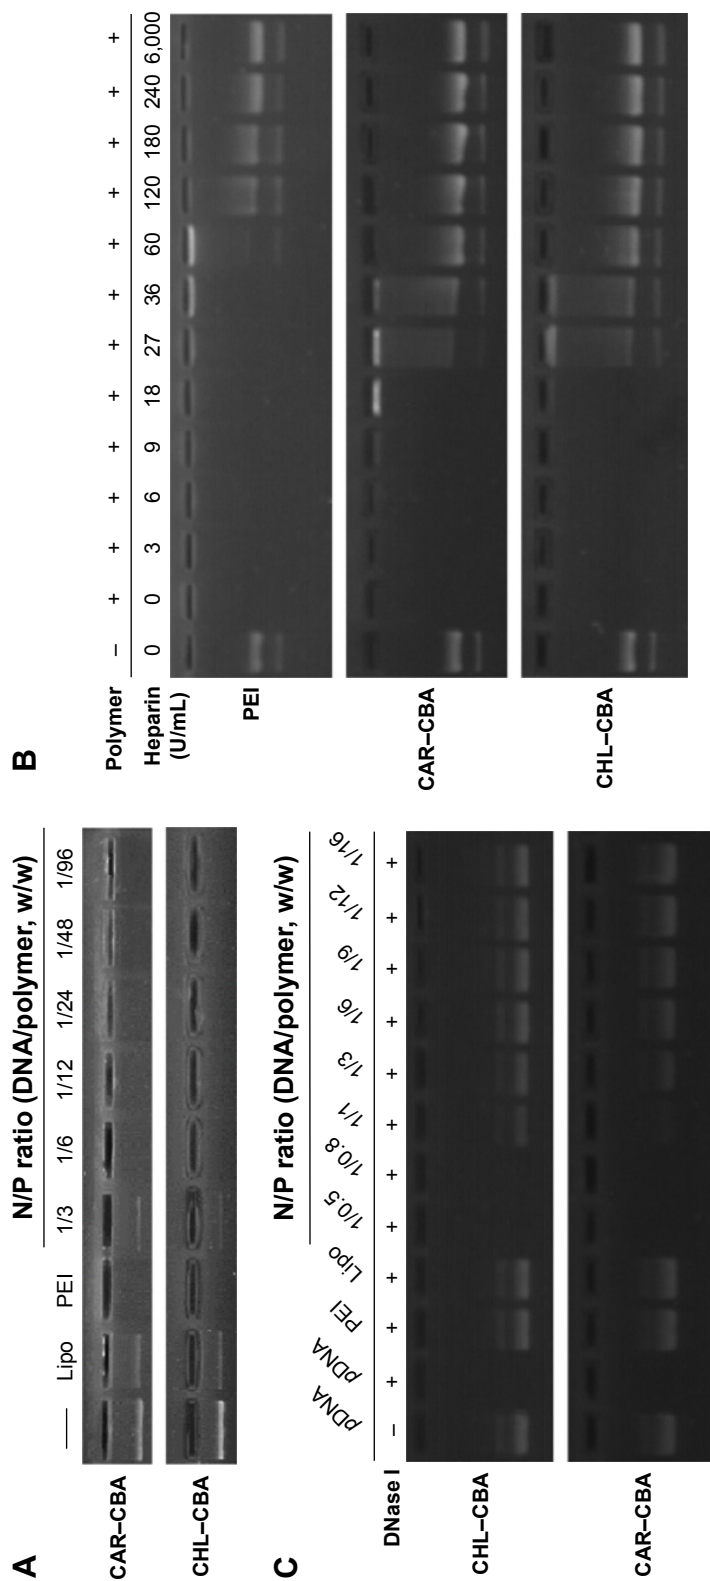 A
N/P ratio (DNA/polymer, w/w)
Lipo PEI 1/3 1/6 1/12 1/24 1/48 1/96
CAR–CBA
CHL–CBA
B
Polymer – + + + + + + + + + + + +
Heparin (U/mL) 0 0 3 6 9 18 27 36 60 120 180 240 6,000
PEI
CAR–CBA
CHL–CBA
C
N/P ratio (DNA/polymer, w/w)
pDNA pDNA PEI Lipo 1/0.5 1/0.8 1/1 1/3 1/6 1/9 1/12 1/16
DNase I – + + + + + + + + + + +
CHL–CBA
CAR–CBA